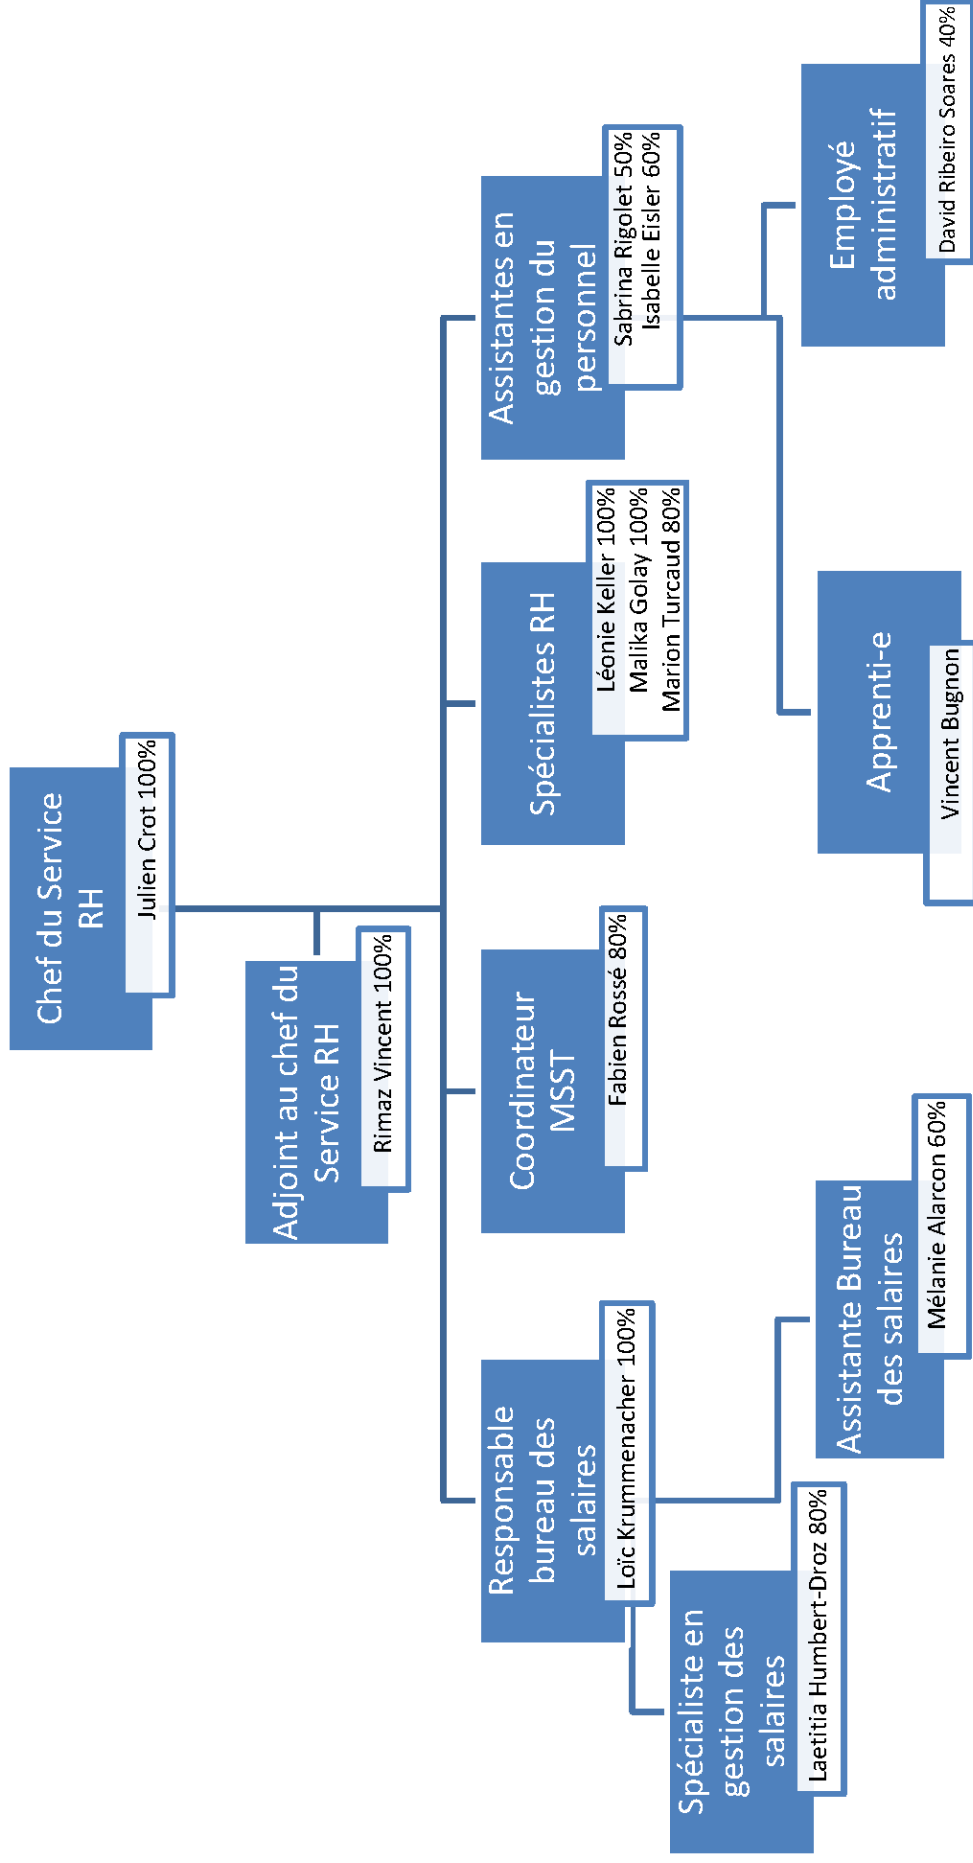 Chef du Service
RH
Julien Crot 100%
Adjoint au chef du
Service RH
Rimaz Vincent 100%
Responsable
bureau des
salaires
Loïc Krummenacher 100%
Coordinateur
MSST
Fabien Rossé 80%
Spécialistes RH
Léonie Keller 100%
Malika Golay 100%
Marion Turcaud 80%
Assistantes en
gestion du
personnel
Sabrina Rigolet 50%
Isabelle Eisler 60%
Spécialiste en
gestion des
salaires
Laetitia Humbert-Droz 80%
Assistante Bureau
des salaires
Mélanie Alarcon 60%
Apprenti-e
Vincent Bugnon
Employé
administratif
David Ribeiro Soares 40%